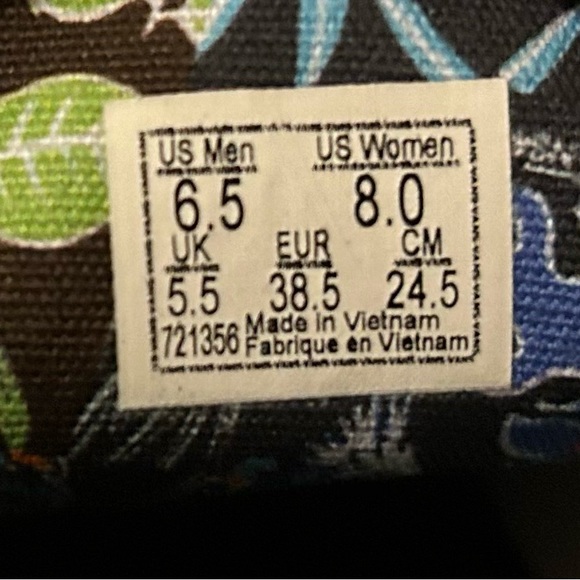 US Men US Women
6.5 8.0
UK EUR CM
5.5 38.5 24.5
721356 Made in Vietnam
Fabrique en Vietnam